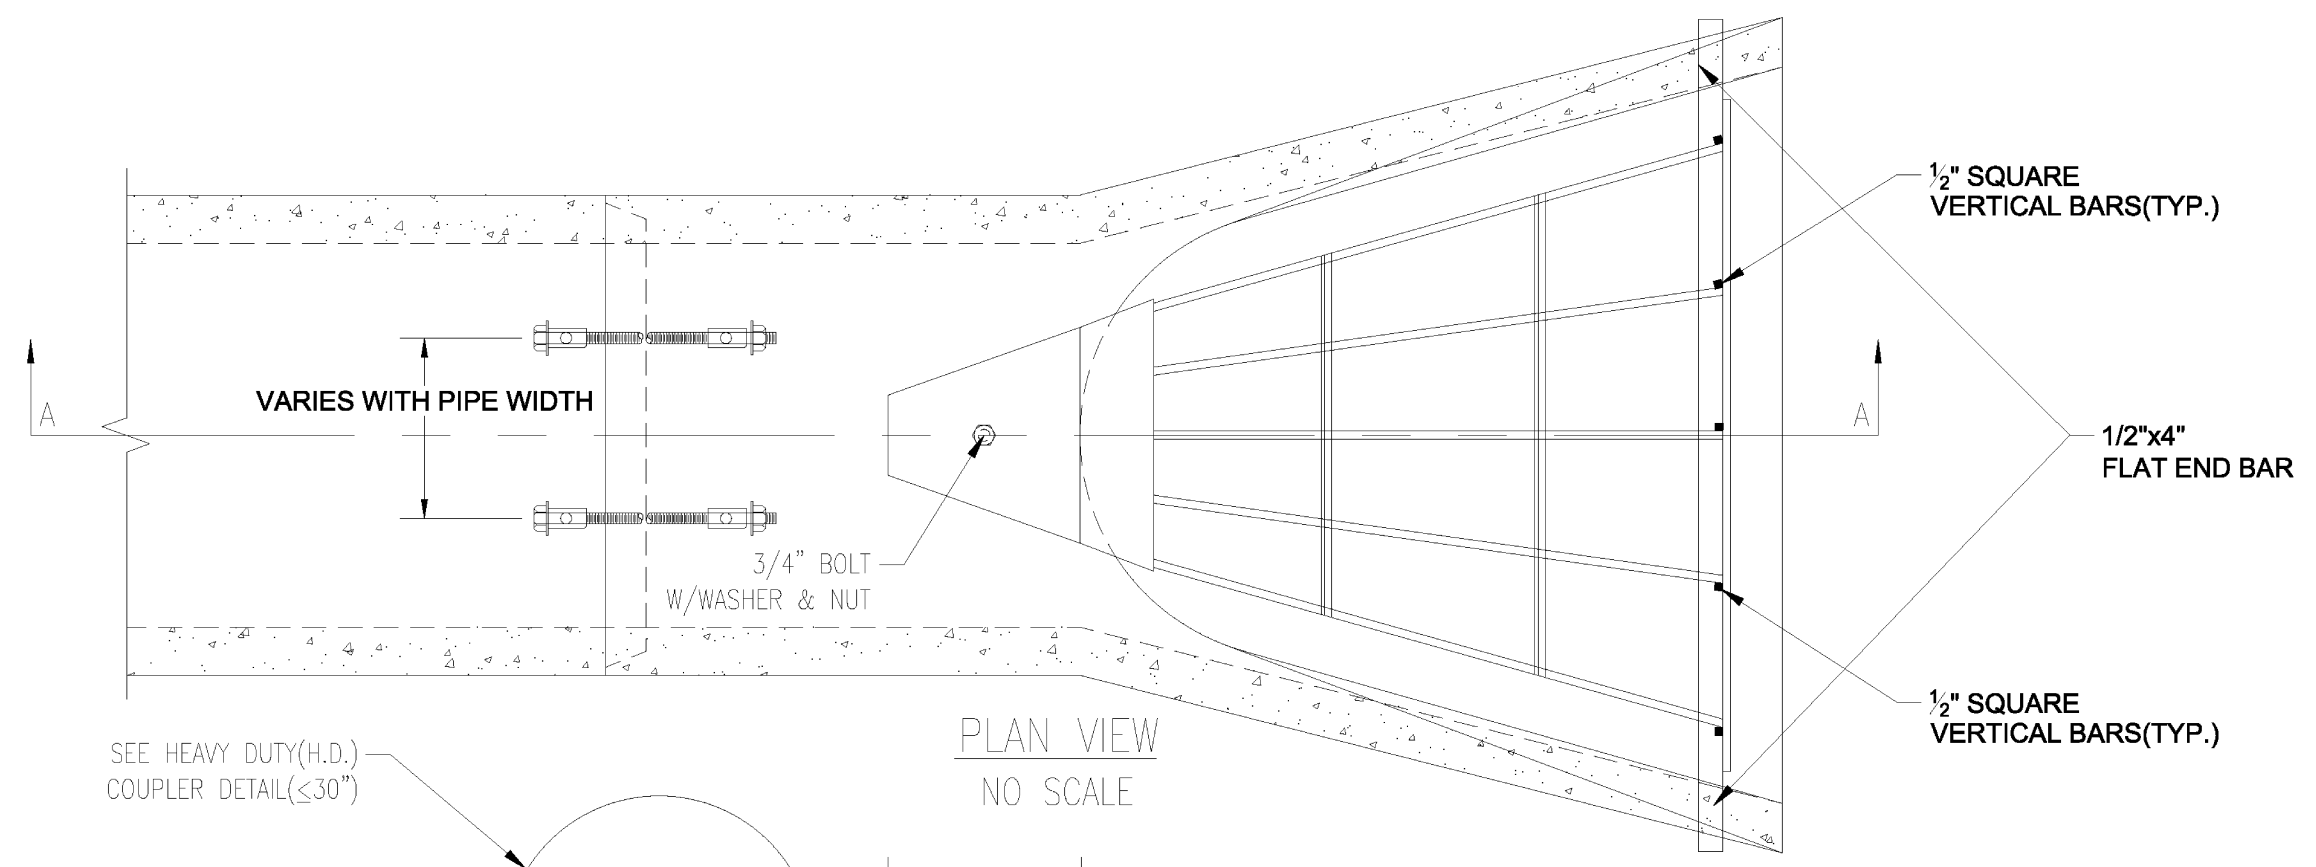 ½" SQUARE
VERTICAL BARS(TYP.)
VARIES WITH PIPE WIDTH
A
A
1/2"x4"
FLAT END BAR
3/4" BOLT
W/WASHER & NUT
½" SQUARE
VERTICAL BARS(TYP.)
PLAN VIEW
NO SCALE
SEE HEAVY DUTY(H.D.)
COUPLER DETAIL(≤30")